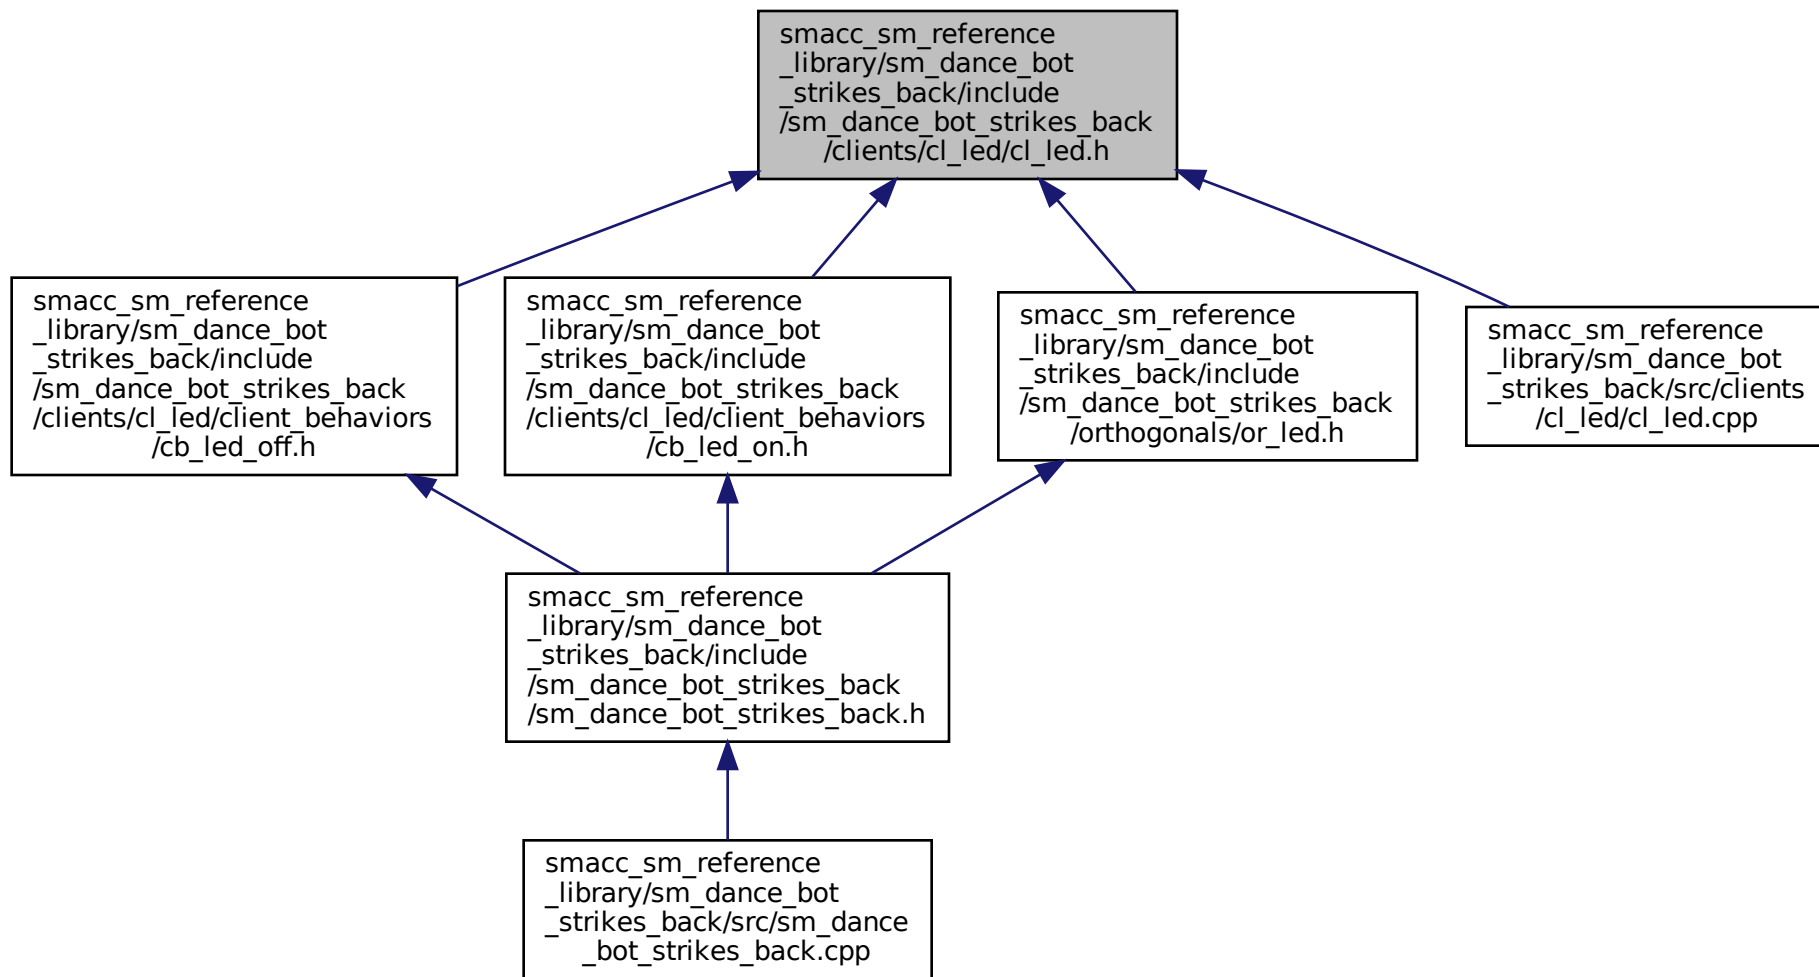 smacc_sm_reference
_library/sm_dance_bot
_strikes_back/include
/sm_dance_bot_strikes_back
/clients/cl_led/cl_led.h
smacc_sm_reference
_library/sm_dance_bot
_strikes_back/include
/sm_dance_bot_strikes_back
/clients/cl_led/client_behaviors
/cb_led_off.h
smacc_sm_reference
_library/sm_dance_bot
_strikes_back/include
/sm_dance_bot_strikes_back
/clients/cl_led/client_behaviors
/cb_led_on.h
smacc_sm_reference
_library/sm_dance_bot
_strikes_back/include
/sm_dance_bot_strikes_back
/orthogonals/or_led.h
smacc_sm_reference
_library/sm_dance_bot
_strikes_back/src/clients
/cl_led/cl_led.cpp
smacc_sm_reference
_library/sm_dance_bot
_strikes_back/include
/sm_dance_bot_strikes_back
/sm_dance_bot_strikes_back.h
smacc_sm_reference
_library/sm_dance_bot
_strikes_back/src/sm_dance
_bot_strikes_back.cpp